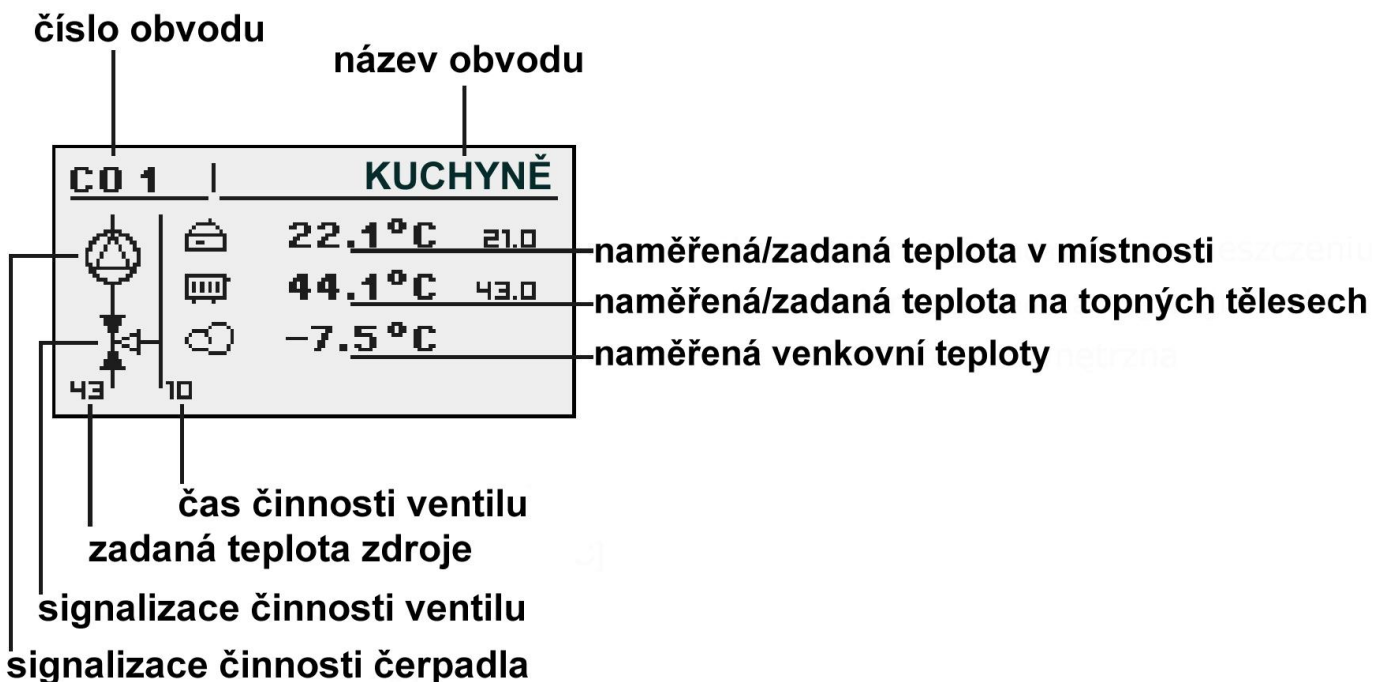 číslo obvodu
název obvodu
CO 1 KUCHYNĚ
22.1°C 21.0
naměřená/zadaná teplota v místnosti
44.1°C 43.0
naměřená/zadaná teplota na topných tělesech
-7.5°C
naměřená venkovní teploty
43 10
čas činnosti ventilu
zadaná teplota zdroje
signalizace činnosti ventilu
signalizace činnosti čerpadla